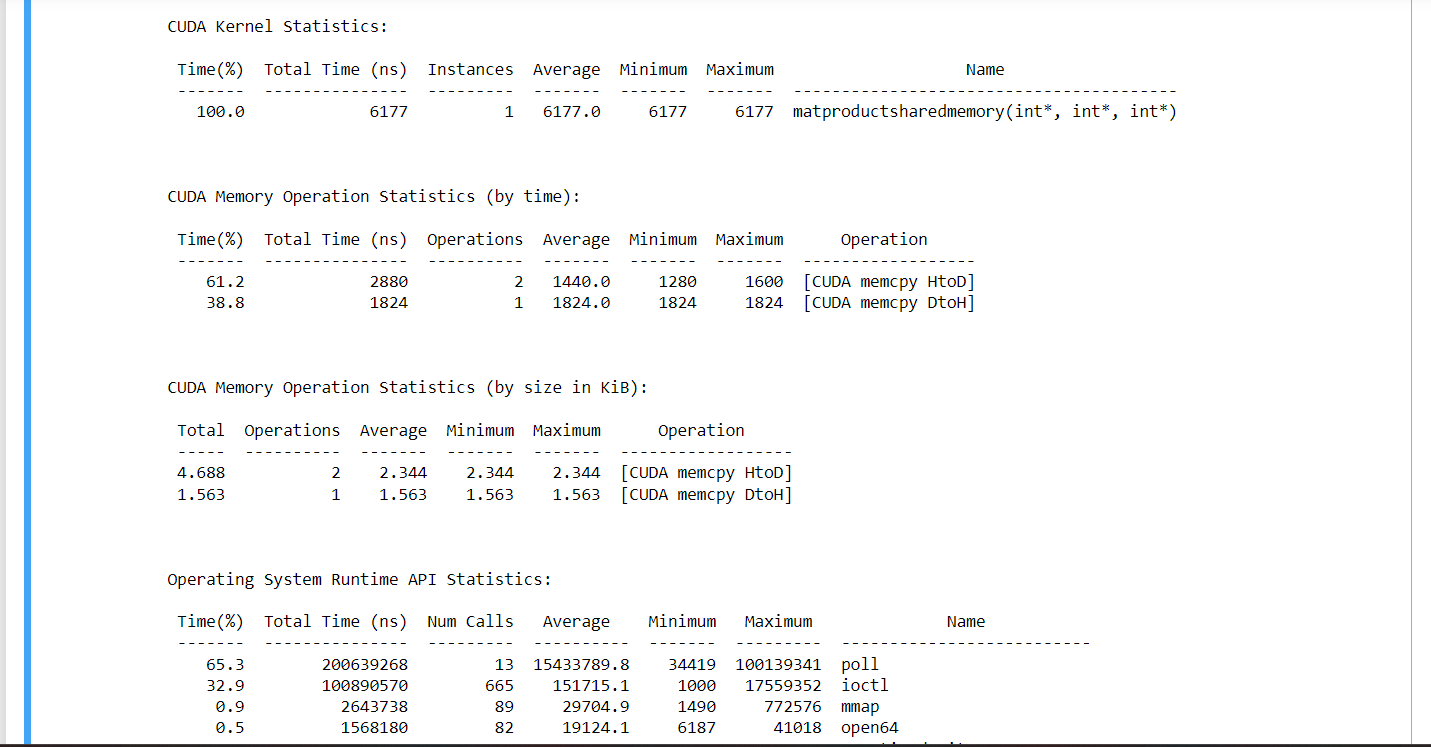 CUDA Kernel Statistics:
Time(%) Total Time (ns) Instances Average Minimum Maximum Name
------- --------------- --------- ------- ------- ------- ----------------------------------------
100.0 6177 1 6177.0 6177 6177 matproductsharedmemory(int*, int*, int*)
CUDA Memory Operation Statistics (by time):
Time(%) Total Time (ns) Operations Average Minimum Maximum Operation
------- --------------- ---------- ------- ------- ------- ------------------
61.2 2880 2 1440.0 1280 1600 [CUDA memcpy HtoD]
38.8 1824 1 1824.0 1824 1824 [CUDA memcpy DtoH]
CUDA Memory Operation Statistics (by size in KiB):
Total Operations Average Minimum Maximum Operation
----- ---------- ------- ------- ------- ------------------
4.688 2 2.344 2.344 2.344 [CUDA memcpy HtoD]
1.563 1 1.563 1.563 1.563 [CUDA memcpy DtoH]
Operating System Runtime API Statistics:
Time(%) Total Time (ns) Num Calls Average Minimum Maximum Name
------- --------------- --------- ---------- ------- --------- --------------------------
65.3 200639268 13 15433789.8 34419 100139341 poll
32.9 100890570 665 151715.1 1000 17559352 ioctl
0.9 2643738 89 29704.9 1490 772576 mmap
0.5 1568180 82 19124.1 6187 41018 open64